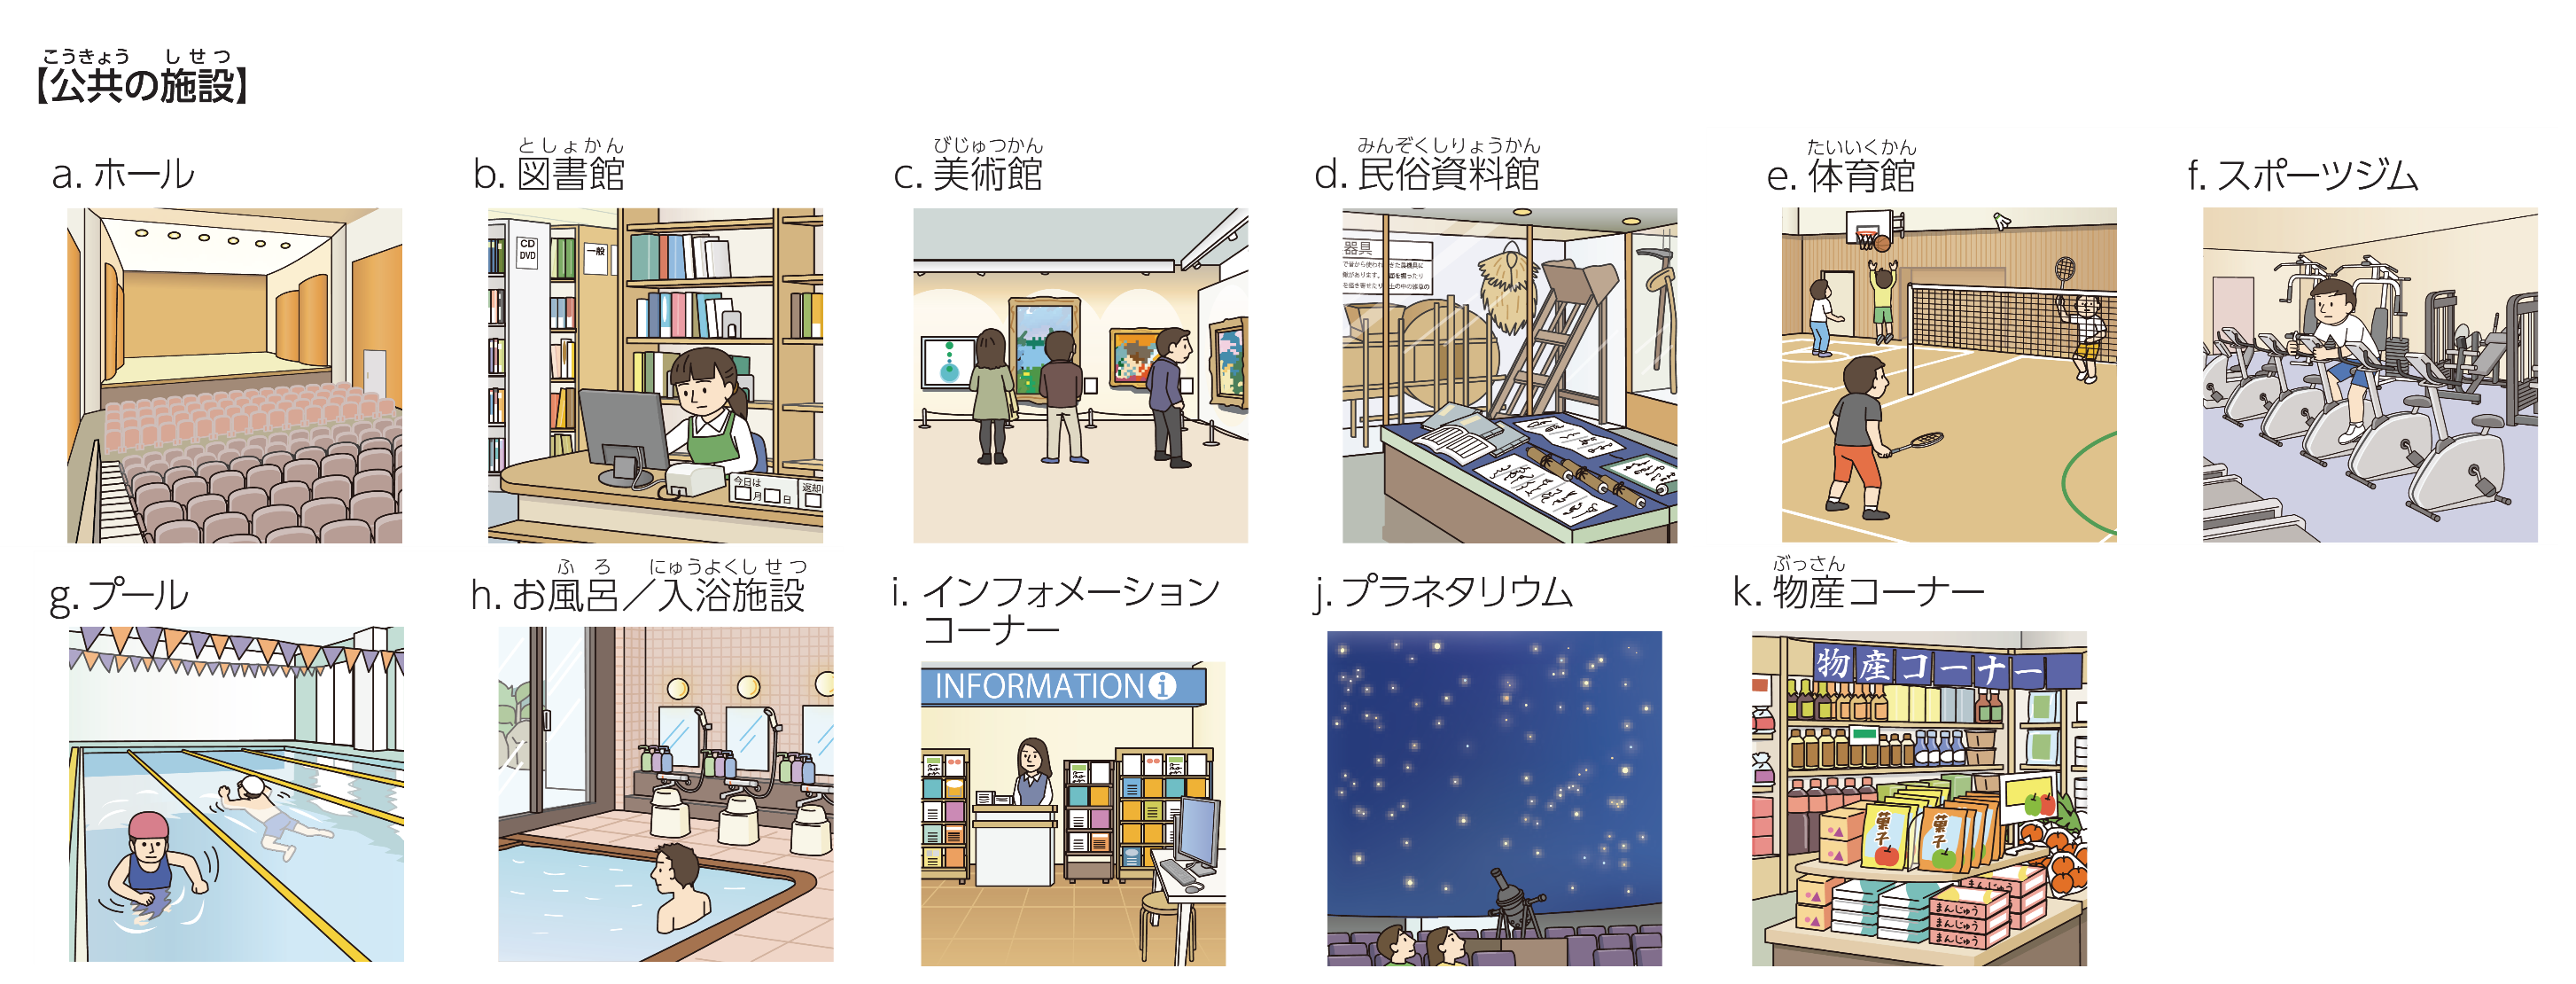 こうきょう しせつ
【公共の施設】
a. ホール
としょかん
b. 図書館
びじゅつかん
c. 美術館
みんぞくしりょうかん
d. 民俗資料館
たいいくかん
e. 体育館
f. スポーツジム
CD
DVD
一般
今日は
月 日
返却
器具
ふろ にゅうよくしせつ
g. プール
h. お風呂／入浴施設
i. インフォメーション
コーナー
j. プラネタリウム
ぶっさん
k. 物産コーナー
INFORMATION i
物産コーナー
菓子
菓子
まんじゅう
まんじゅう
まんじゅう
まんじゅう